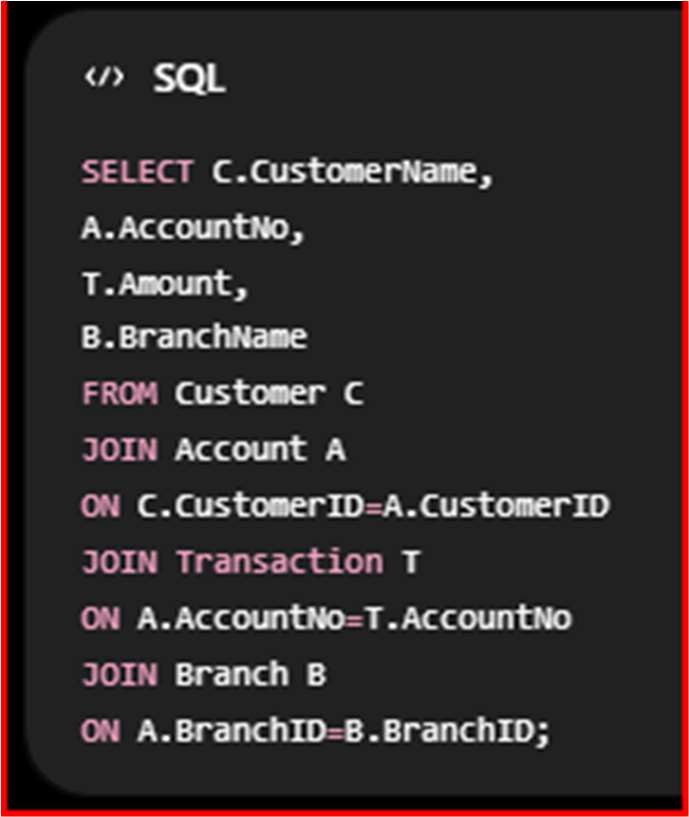 </> SQL
SELECT C.CustomerName,
A.AccountNo,
T.Amount,
B.BranchName
FROM Customer C
JOIN Account A
ON C.CustomerID=A.CustomerID
JOIN Transaction T
ON A.AccountNo=T.AccountNo
JOIN Branch B
ON A.BranchID=B.BranchID;